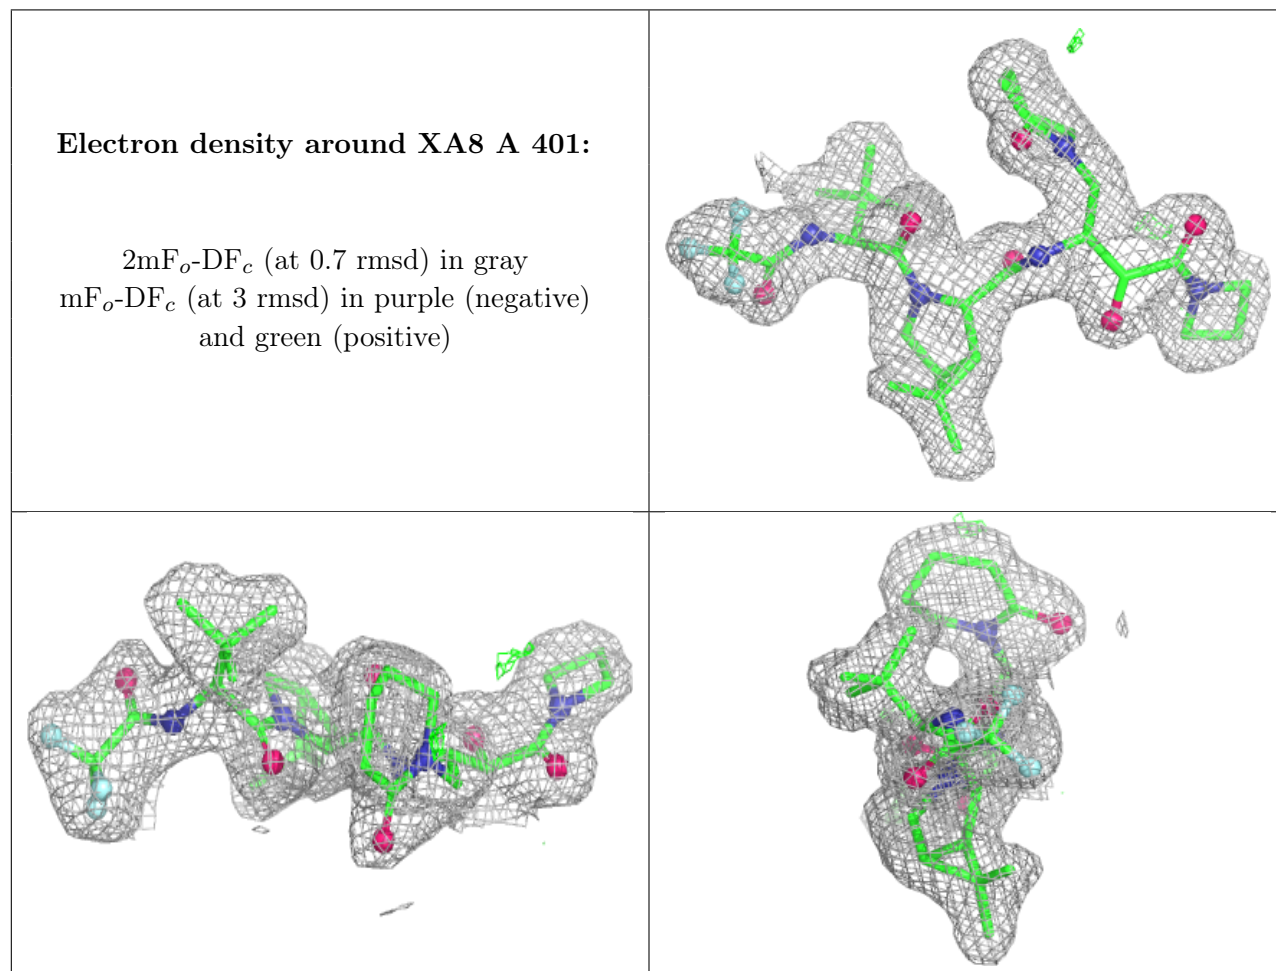 Electron density around XA8 A 401:
2mFo-DFc (at 0.7 rmsd) in gray
mFo-DFc (at 3 rmsd) in purple (negative)
and green (positive)